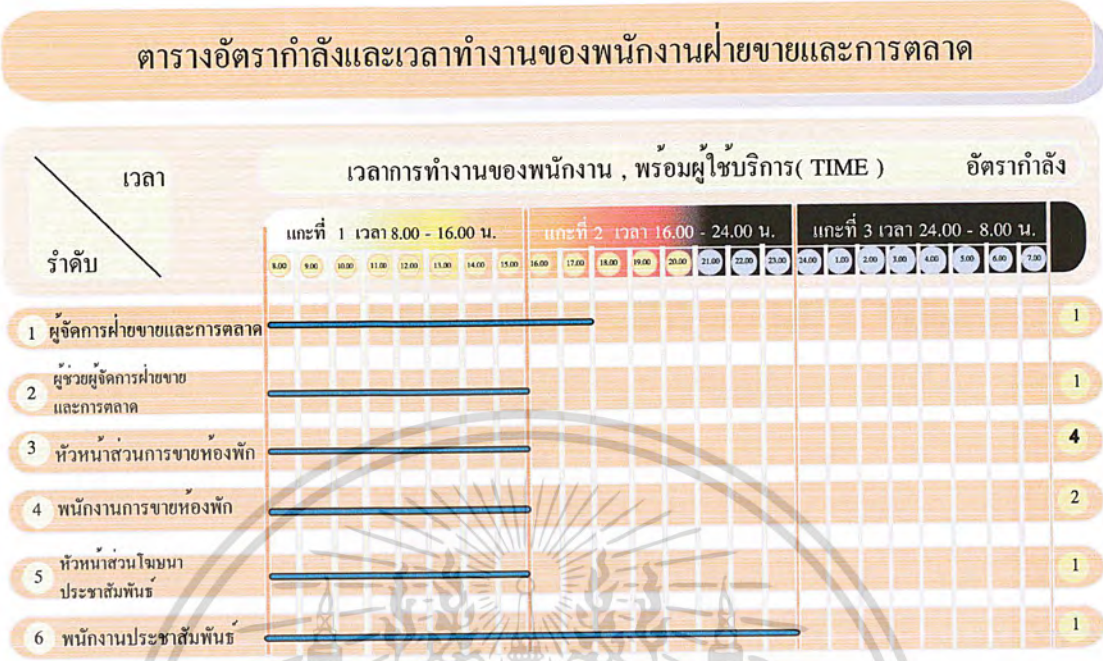 ตารางอัตรากำลังและเวลาทำงานของพนักงานฝ่ายขายและการตลาด
เวลา
เวลาการทำงานของพนักงาน , พร้อมผู้ใช้บริการ( TIME )
อัตรากำลัง
รำดับ
แกะที่ 1 เวลา 8.00 - 16.00 น.
แกะที่ 2 เวลา 16.00 - 24.00 น.
แกะที่ 3 เวลา 24.00 - 8.00 น.
8.00 9.00 10.00 11.00 12.00 13.00 14.00 15.00 16.00 17.00 18.00 19.00 20.00 21.00 22.00 23.00 24.00 1.00 2.00 3.00 4.00 5.00 6.00 7.00
1 ผู้จัดการฝ่ายขายและการตลาด 1
2 ผู้ช่วยผู้จัดการฝ่ายขาย
และการตลาด 1
3 หัวหน้าส่วนการขายห้องพัก 4
4 พนักงานการขายห้องพัก 2
5 หัวหน้าส่วนโฆษนา
ประชาสัมพันธ์ 1
6 พนักงานประชาสัมพันธ์ 1